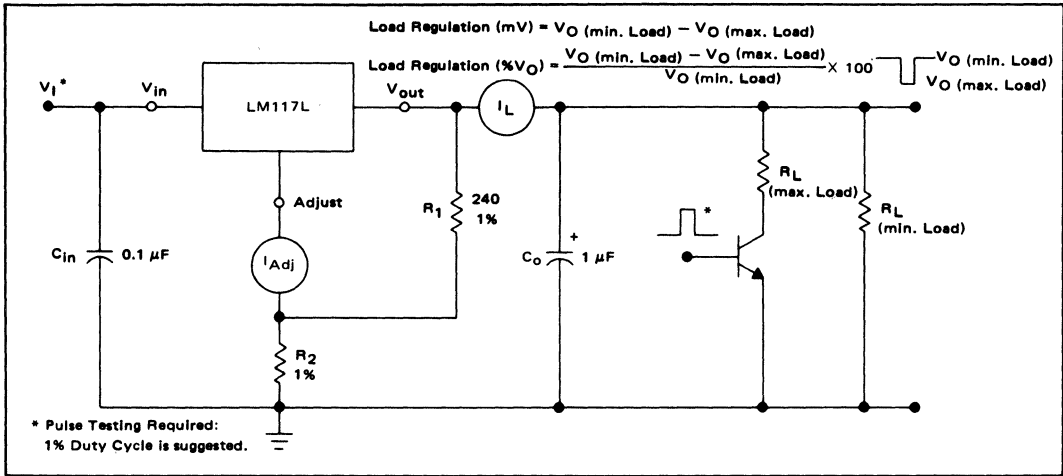 Load Regulation (mV) = VO (min. Load) − VO (max. Load)
Load Regulation (%VO) = VO (min. Load) − VO (max. Load) / VO (min. Load) × 100
VO (min. Load)
VO (max. Load)
VI*
Vin
LM117L
Vout
IL
Adjust
R1
240
1%
RL
(max. Load)
RL
(min. Load)
*
Cin
0.1 µF
IAdj
Co
+
1 µF
R2
1%
* Pulse Testing Required:
1% Duty Cycle is suggested.